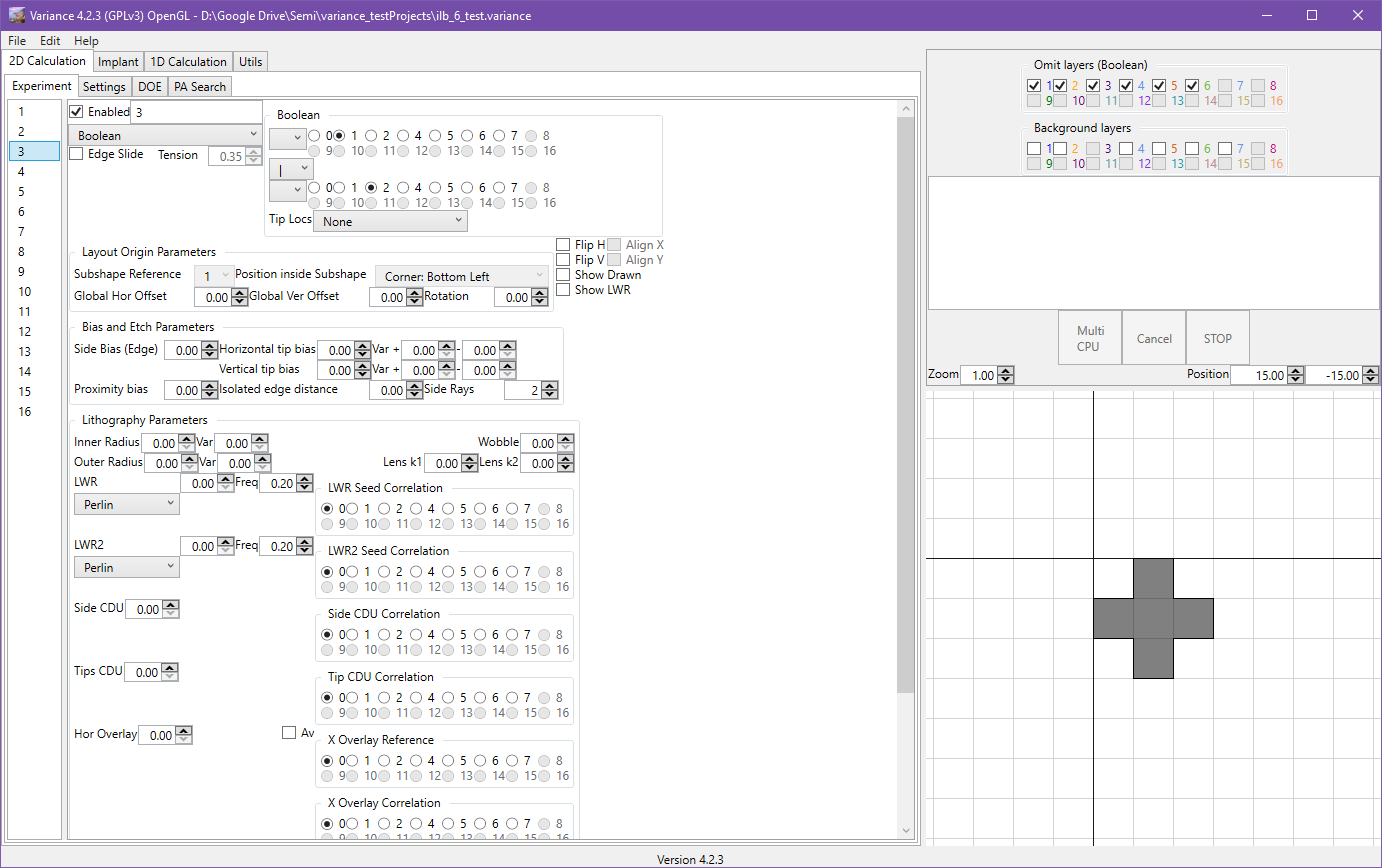 Variance 4.2.3 (GPLv3) OpenGL - D:\Google Drive\Semi\variance_testProjects\ilb_6_test.variance
File Edit Help
2D Calculation Implant 1D Calculation Utils
Experiment Settings DOE PA Search
1
2
3
4
5
6
7
8
9
10
11
12
13
14
15
16
Enabled 3
Boolean
Edge Slide Tension 0.35
Boolean
0 1 2 4 5 6 7 8
9 10 11 12 13 14 15 16
|
0 1 2 4 5 6 7 8
9 10 11 12 13 14 15 16
Tip Locs None
Layout Origin Parameters
Subshape Reference 1 Position inside Subshape Corner: Bottom Left
Global Hor Offset 0.00 Global Ver Offset 0.00 Rotation 0.00
Flip H Align X
Flip V Align Y
Show Drawn
Show LWR
Bias and Etch Parameters
Side Bias (Edge) 0.00 Horizontal tip bias 0.00 Var + 0.00 - 0.00
Vertical tip bias 0.00 Var + 0.00 - 0.00
Proximity bias 0.00 Isolated edge distance 0.00 Side Rays 2
Lithography Parameters
Inner Radius 0.00 Var 0.00 Wobble 0.00
Outer Radius 0.00 Var 0.00 Lens k1 0.00 Lens k2 0.00
LWR 0.00 Freq 0.20
Perlin
LWR Seed Correlation
0 1 2 4 5 6 7 8
9 10 11 12 13 14 15 16
LWR2 0.00 Freq 0.20
Perlin
LWR2 Seed Correlation
0 1 2 4 5 6 7 8
9 10 11 12 13 14 15 16
Side CDU 0.00
Side CDU Correlation
0 1 2 4 5 6 7 8
9 10 11 12 13 14 15 16
Tips CDU 0.00
Tip CDU Correlation
0 1 2 4 5 6 7 8
9 10 11 12 13 14 15 16
Hor Overlay 0.00 Av
X Overlay Reference
0 1 2 4 5 6 7 8
9 10 11 12 13 14 15 16
X Overlay Correlation
0 1 2 4 5 6 7 8
9 10 11 12 13 14 15 16
Omit layers (Boolean)
1 2 3 4 5 6 7 8
9 10 11 12 13 14 15 16
Background layers
1 2 3 4 5 6 7 8
9 10 11 12 13 14 15 16
Multi
CPU
Cancel
STOP
Zoom 1.00 Position 15.00 -15.00
Version 4.2.3